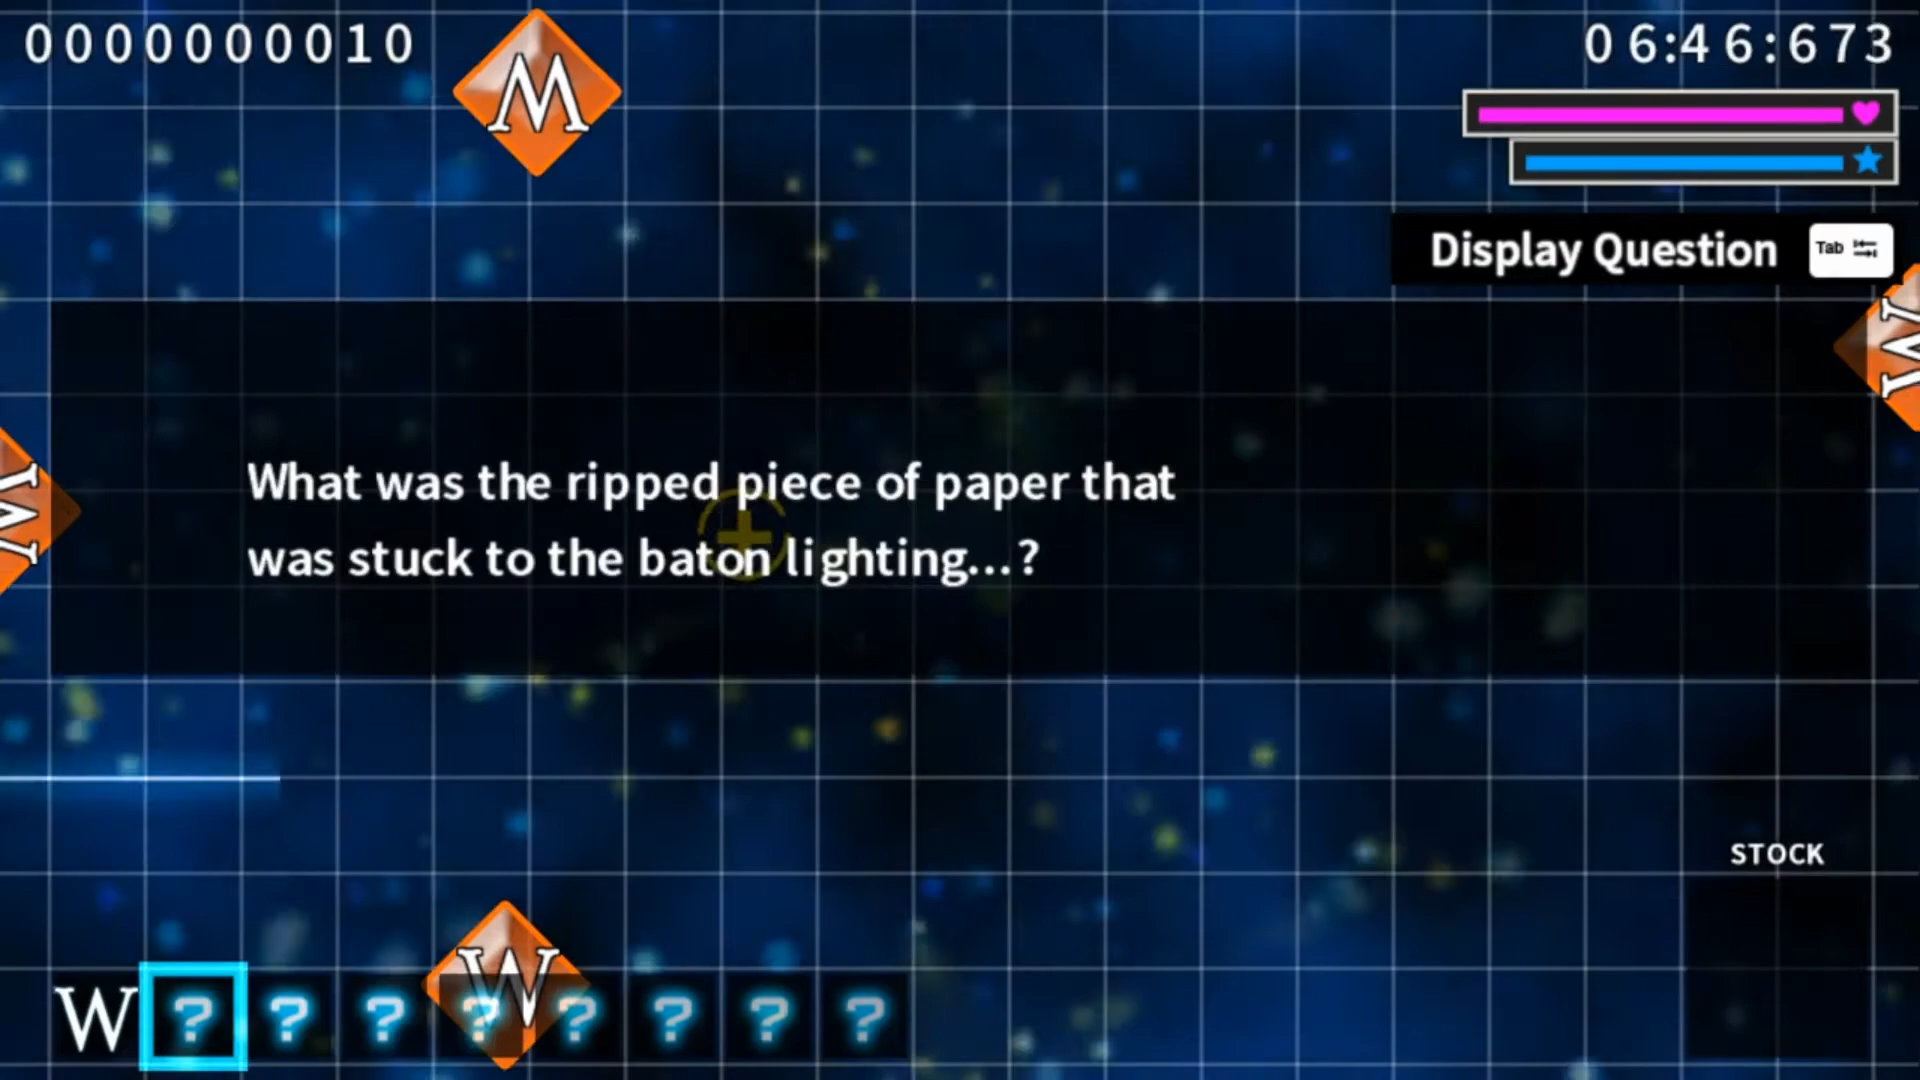 0000000010
M
06:46:673
Display Question
Tab
W
W
What was the ripped piece of paper that
was stuck to the baton lighting...?
STOCK
W
W ? ? ? ? ? ? ? ?